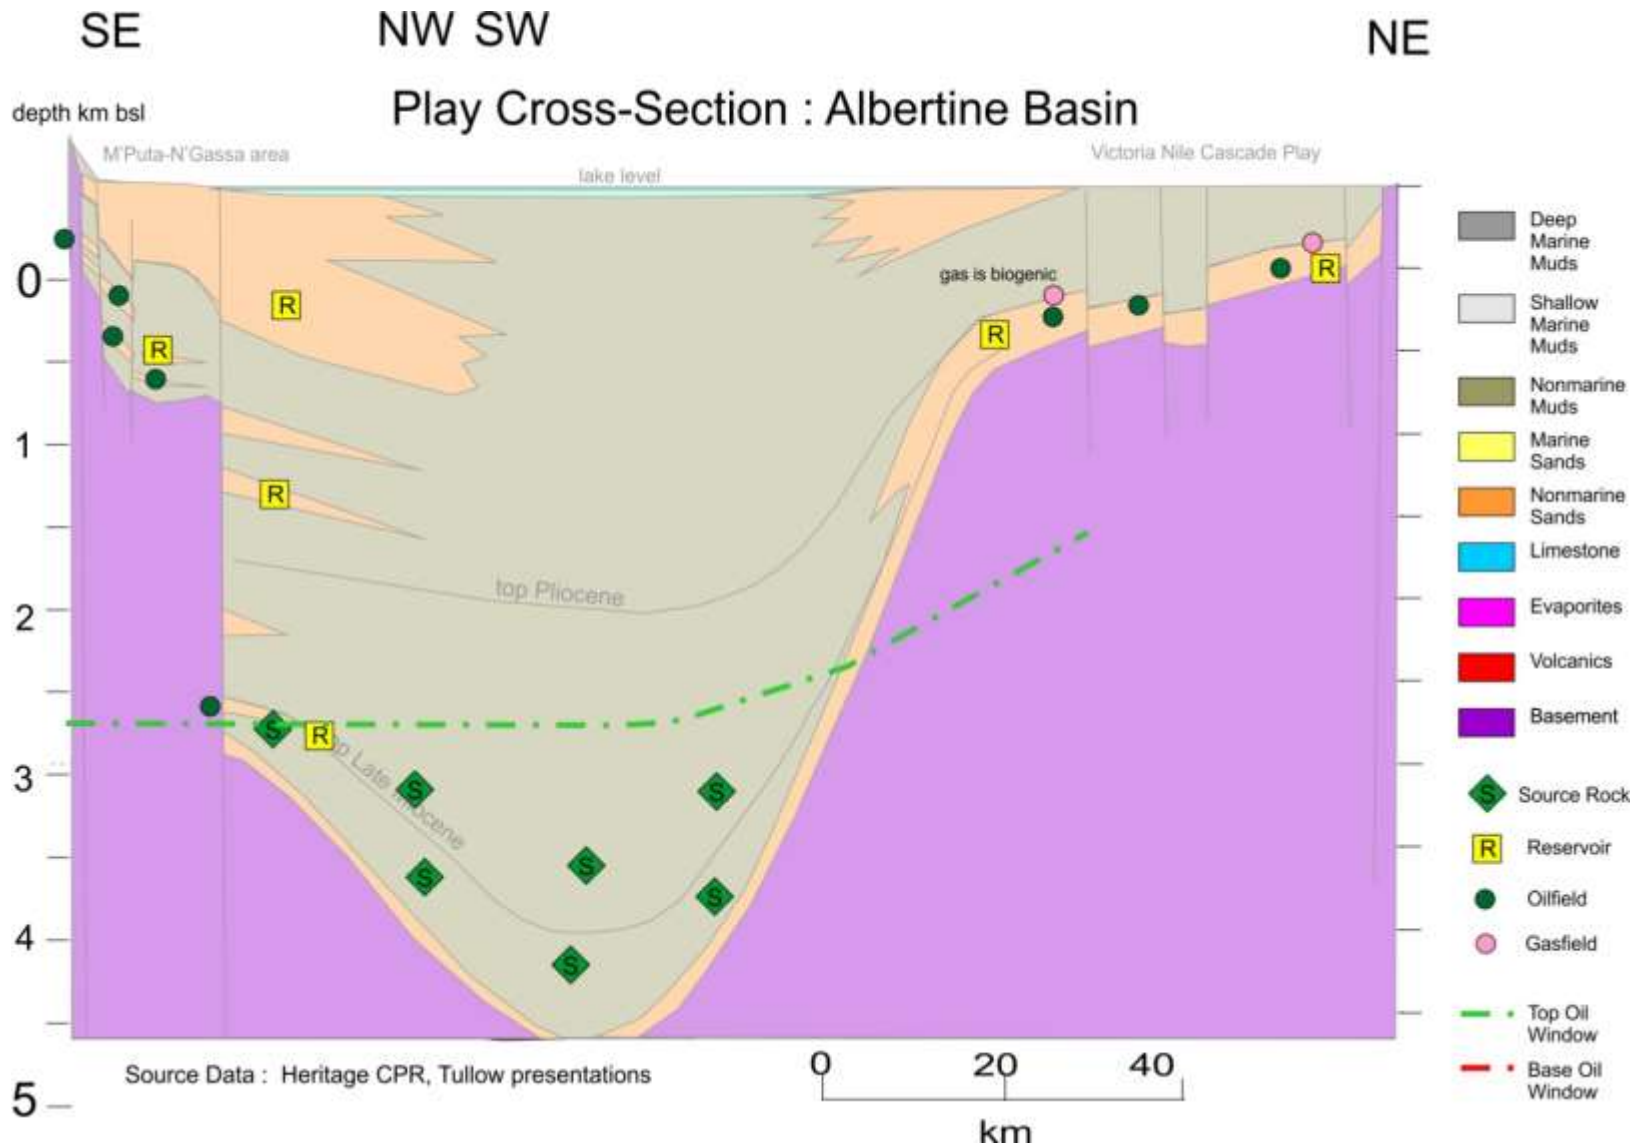 SE
NW SW
NE
depth km bsl
Play Cross-Section : Albertine Basin
M'Puta-N'Gassa area
Victoria Nile Cascade Play
lake level
gas is biogenic
0
1
2
3
4
5
R
R
R
R
R
R
top Pliocene
S
S
S
S
S
S
S
op Late Miocene
Deep
Marine
Muds
Shallow
Marine
Muds
Nonmarine
Muds
Marine
Sands
Nonmarine
Sands
Limestone
Evaporites
Volcanics
Basement
S Source Rock
R Reservoir
Oilfield
Gasfield
Top Oil
Window
Base Oil
Window
Source Data : Heritage CPR, Tullow presentations
0 20 40
km